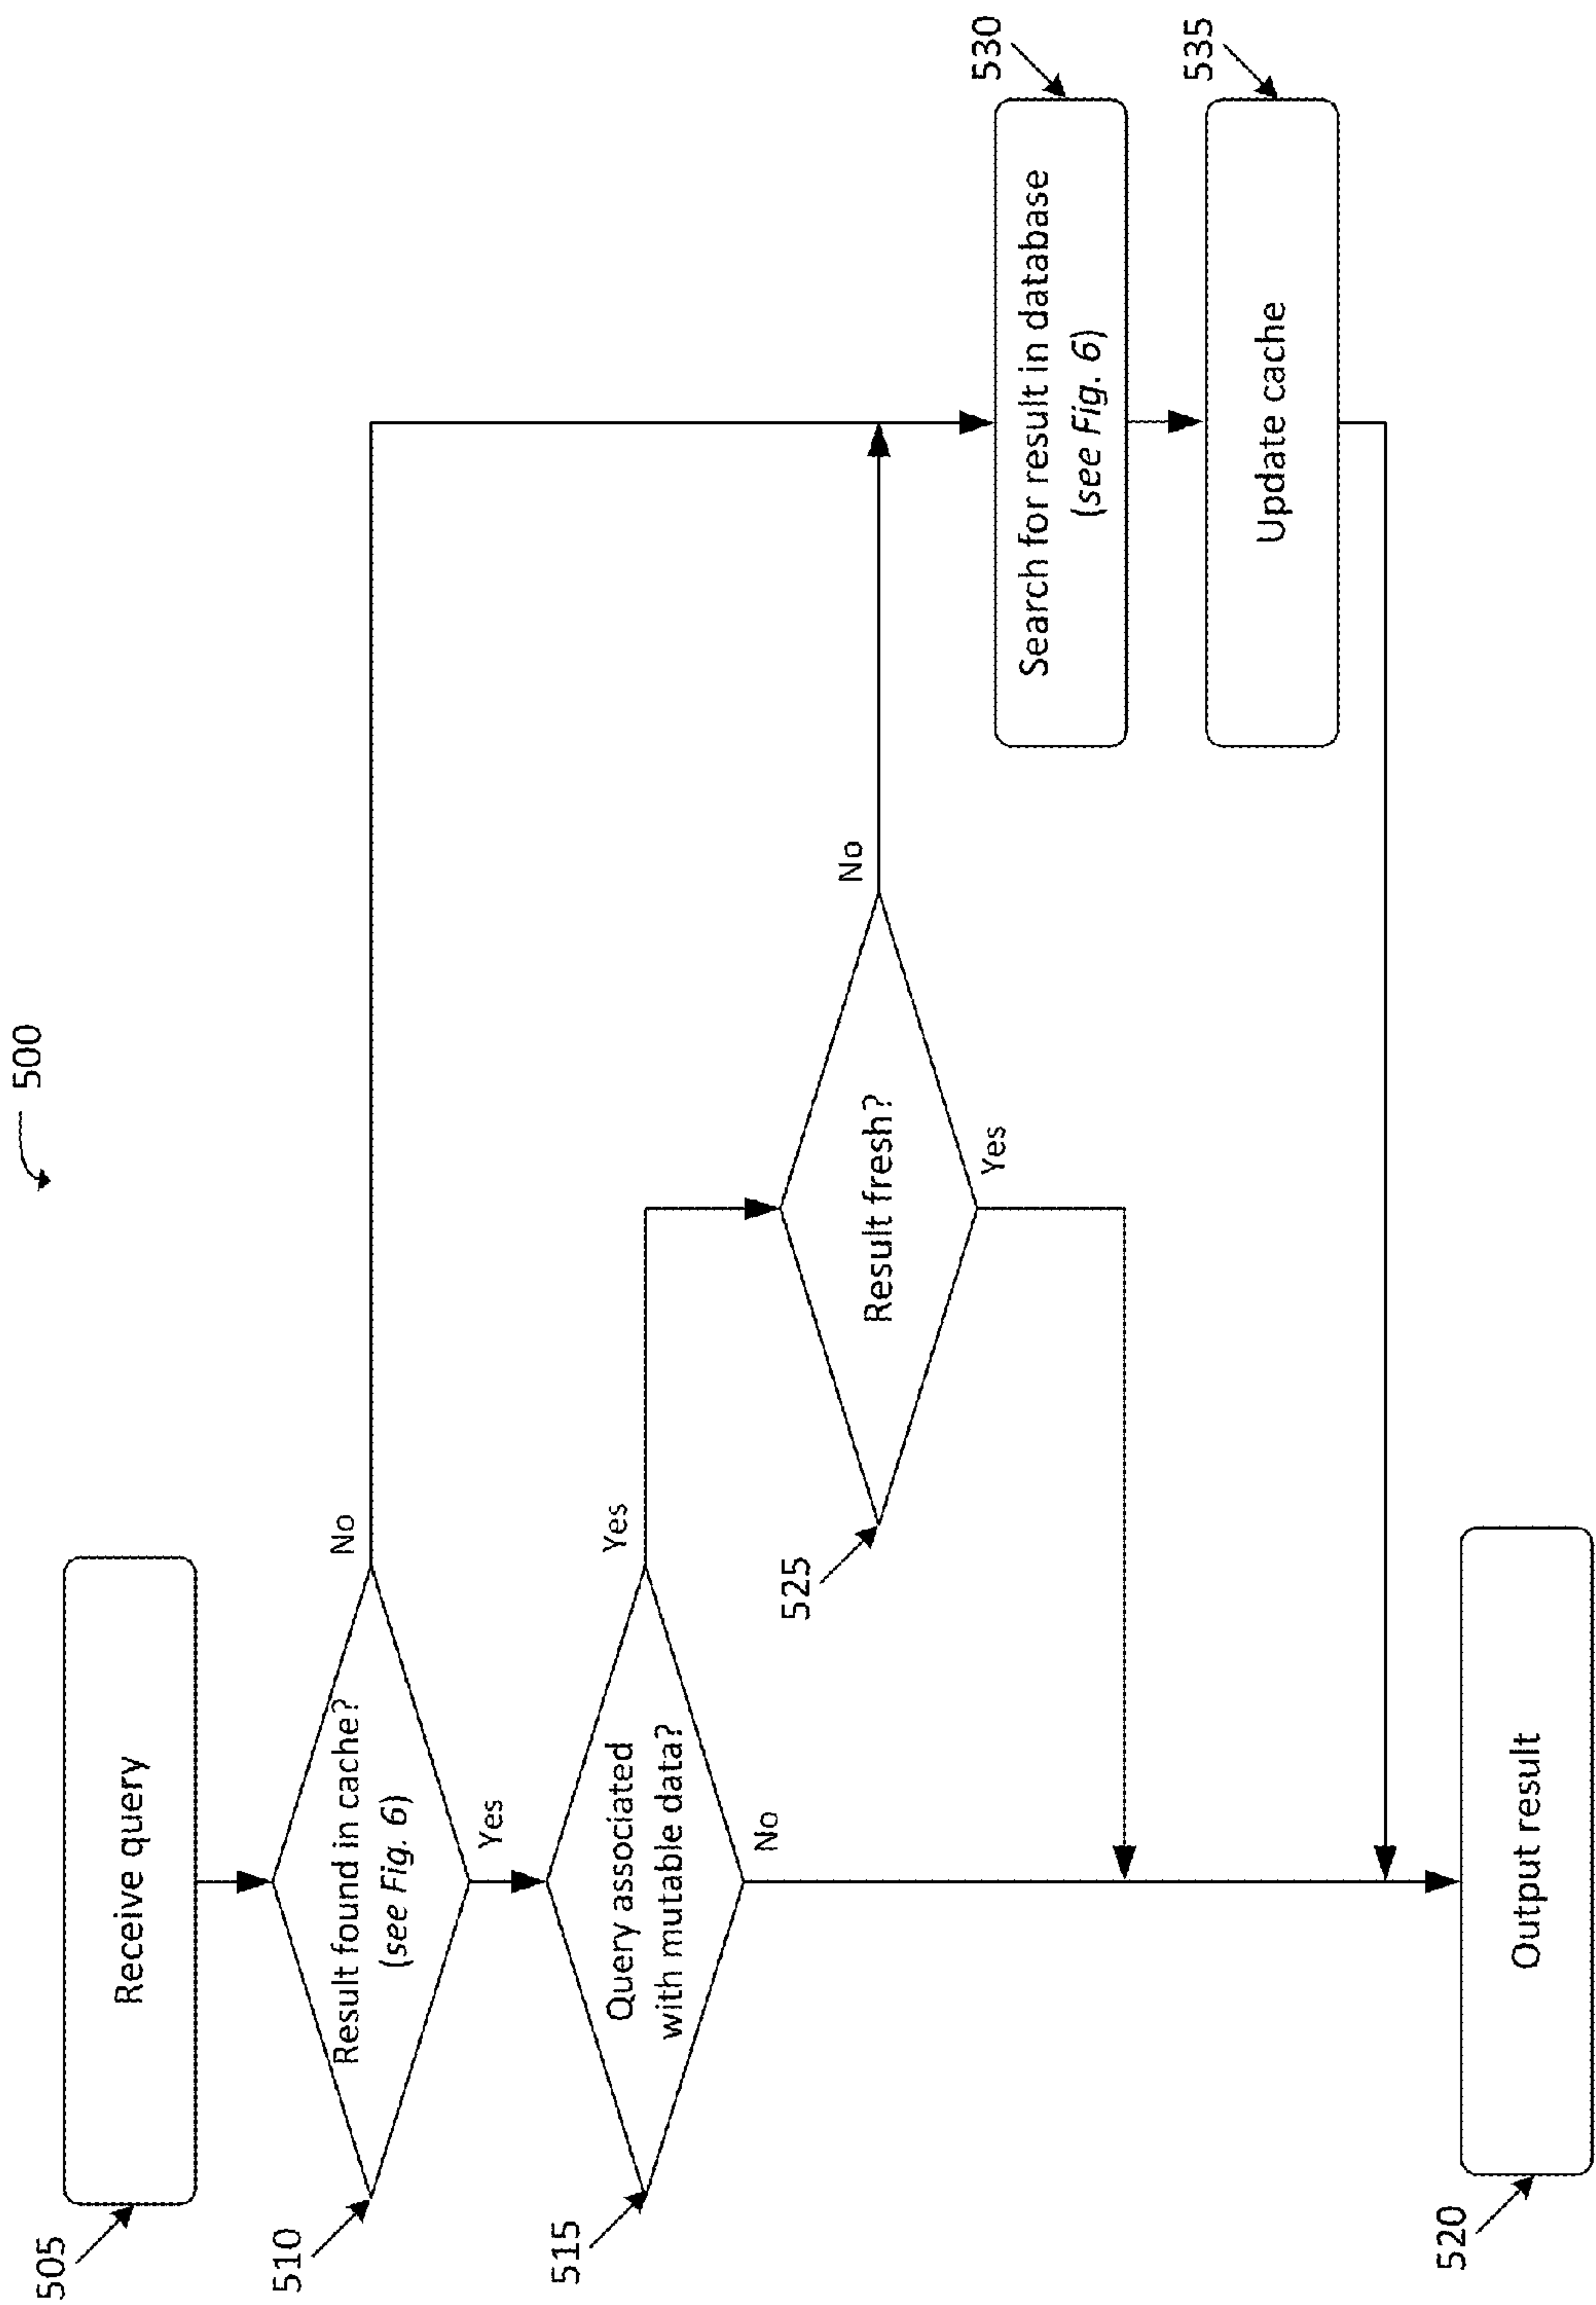 500
505
Receive query
510
Result found in cache?
(see Fig. 6)
No
Yes
515
Query associated
with mutable data?
Yes
No
525
Result fresh?
No
Yes
530
Search for result in database
(see Fig. 6)
535
Update cache
520
Output result